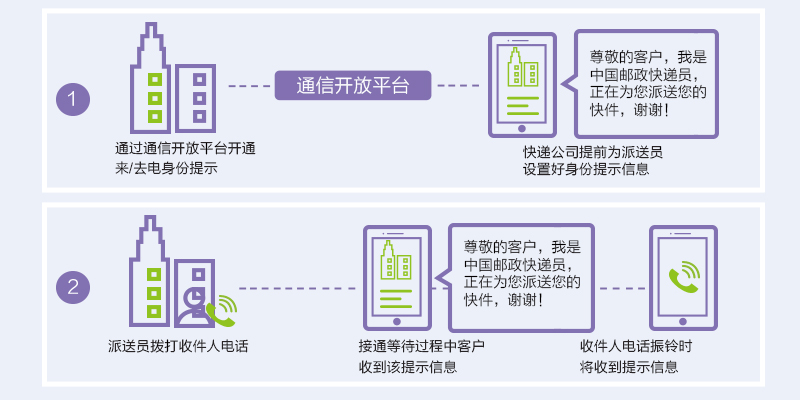 1
通信开放平台
尊敬的客户，我是
中国邮政快递员，
正在为您派送您的
快件，谢谢！
通过通信开放平台开通
来/去电身份提示
快递公司提前为派送员
设置好身份提示信息
2
尊敬的客户，我是
中国邮政快递员，
正在为您派送您的
快件，谢谢！
派送员拨打收件人电话
接通等待过程中客户
收到该提示信息
收件人电话振铃时
将收到提示信息